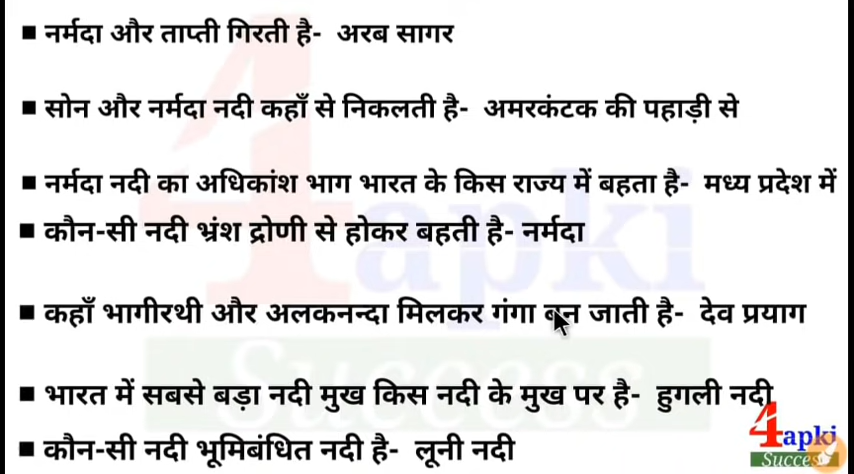 ■ नर्मदा और ताप्ती गिरती है- अरब सागर
■ सोन और नर्मदा नदी कहाँ से निकलती है- अमरकंटक की पहाड़ी से
■ नर्मदा नदी का अधिकांश भाग भारत के किस राज्य में बहता है- मध्य प्रदेश में
■ कौन-सी नदी भ्रंश द्रोणी से होकर बहती है- नर्मदा
■ कहाँ भागीरथी और अलकनन्दा मिलकर गंगा बन जाती है- देव प्रयाग
■ भारत में सबसे बड़ा नदी मुख किस नदी के मुख पर है- हुगली नदी
■ कौन-सी नदी भूमिबंधित नदी है- लूनी नदी
4apki
Success
4apki
Success